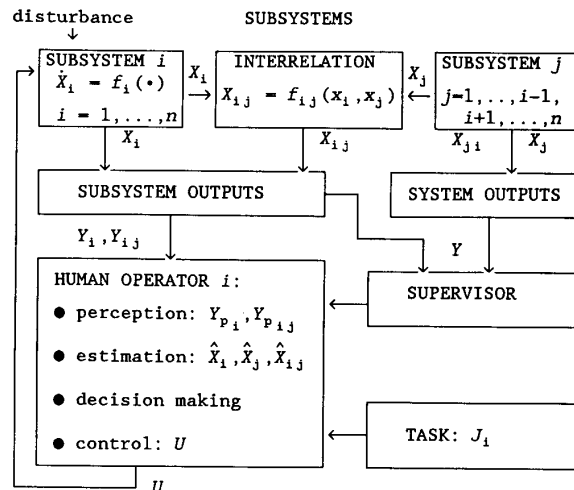 disturbance
SUBSYSTEMS
SUBSYSTEM i
Ẋi = fi(•)
i = 1,...,n
Xi
INTERRELATION
Xij = fij(xi,xj)
Xj
SUBSYSTEM j
j=1,..,i-1,
i+1,...,n
Xi
Xij
Xji
Xj
SUBSYSTEM OUTPUTS
SYSTEM OUTPUTS
Yi,Yij
Y
HUMAN OPERATOR i:
● perception: Ypi,Ypij
● estimation: X̂i,X̂j,X̂ij
● decision making
● control: U
SUPERVISOR
TASK: Ji
U